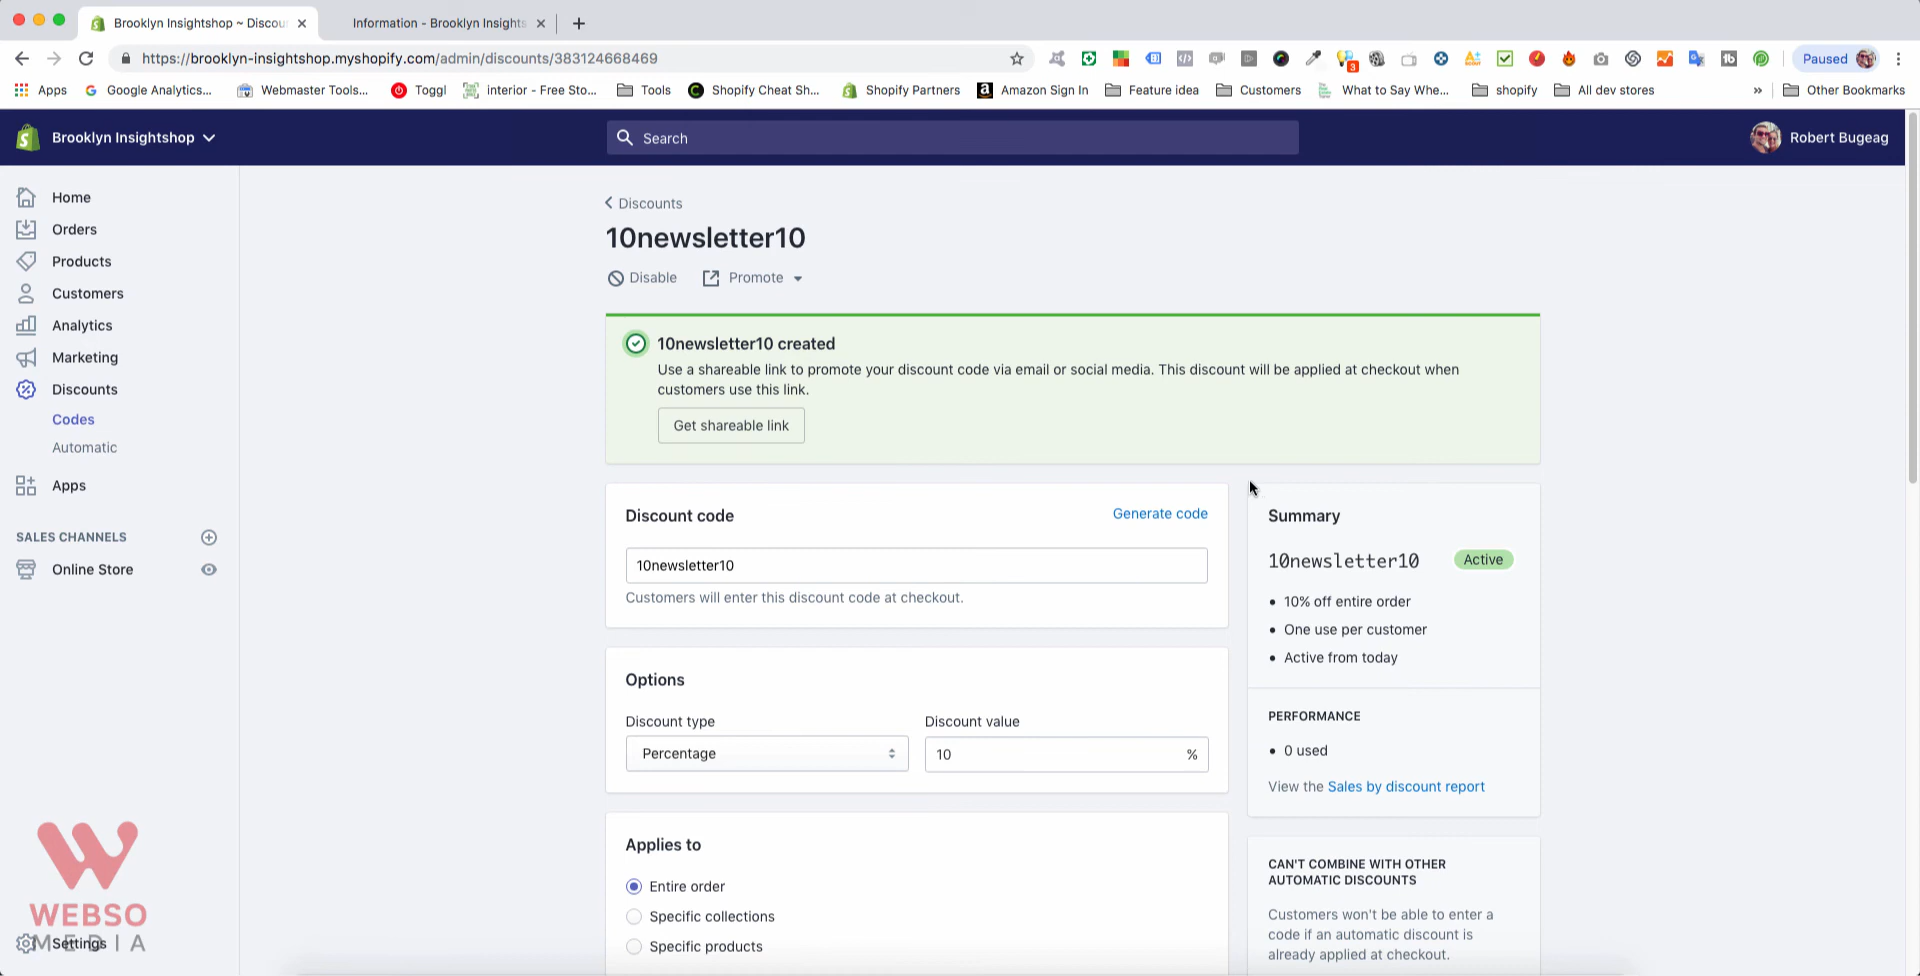 Brooklyn Insightshop ~ Discou
Information - Brooklyn Insights
https://brooklyn-insightshop.myshopify.com/admin/discounts/383124668469
3
Paused
Apps
Google Analytics...
Webmaster Tools...
Toggl
interior - Free Sto...
Tools
Shopify Cheat Sh...
Shopify Partners
Amazon Sign In
Feature idea
Customers
What to Say Whe...
shopify
All dev stores
»
Other Bookmarks
Brooklyn Insightshop
Search
Robert Bugeag
Home
Orders
Products
Customers
Analytics
Marketing
Discounts
Codes
Automatic
Apps
SALES CHANNELS
Online Store
WEBSO
MEDIA
Settings
Discounts
10newsletter10
Disable
Promote
10newsletter10 created
Use a shareable link to promote your discount code via email or social media. This discount will be applied at checkout when
customers use this link.
Get shareable link
Discount code
Generate code
10newsletter10
Customers will enter this discount code at checkout.
Options
Discount type
Discount value
Percentage
10
%
Applies to
Entire order
Specific collections
Specific products
Summary
10newsletter10
Active
• 10% off entire order
• One use per customer
• Active from today
PERFORMANCE
• 0 used
View the Sales by discount report
CAN'T COMBINE WITH OTHER
AUTOMATIC DISCOUNTS
Customers won't be able to enter a
code if an automatic discount is
already applied at checkout.